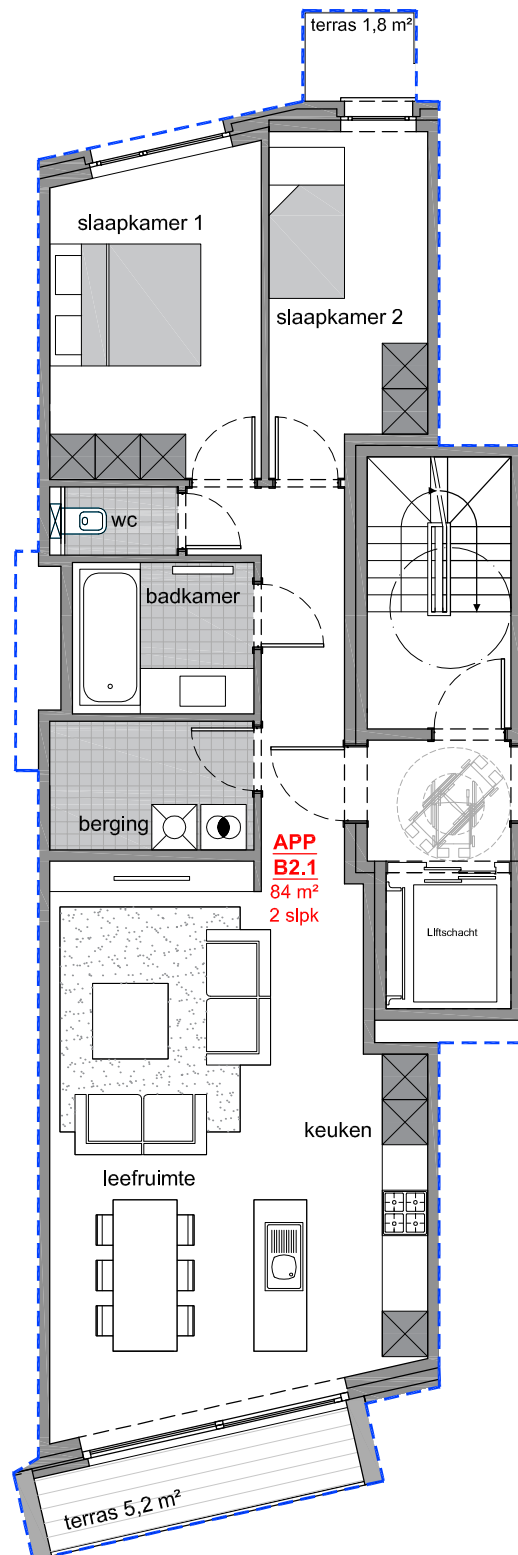 terras 1,8 m²
slaapkamer 1
slaapkamer 2
wc
badkamer
berging
APP
B2.1
84 m²
2 slpk
Liftschacht
keuken
leefruimte
terras 5,2 m²